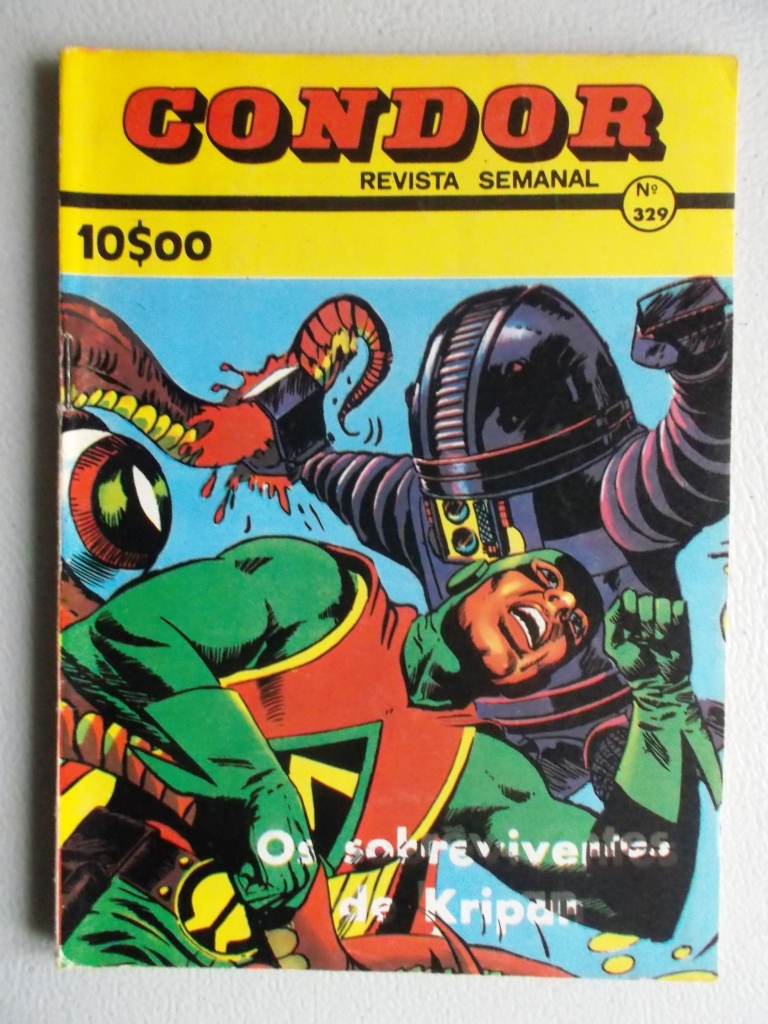 CONDOR
REVISTA SEMANAL
Nº
329
10$00
Os sobreviventes
de Kripan